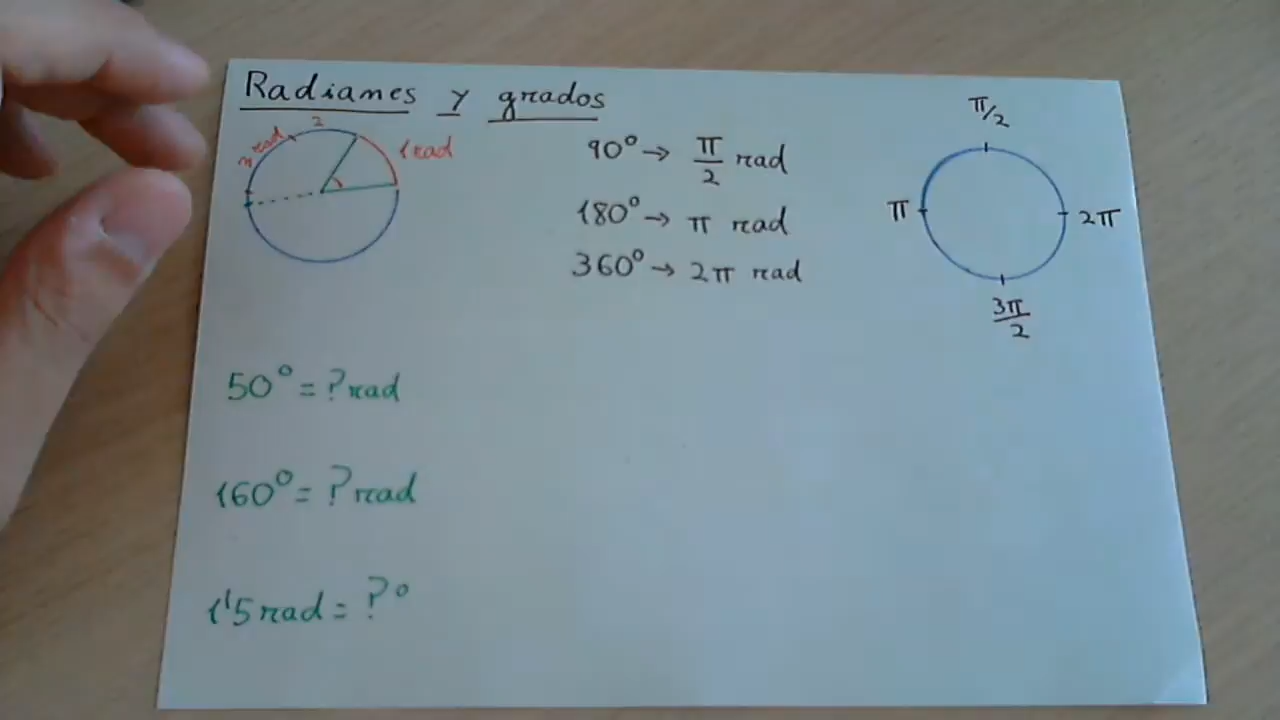 Radianes y grados
2
π rad
1 rad
90° → π/2 rad
180° → π rad
360° → 2π rad
π/2
π
2π
3π/2
50° = ? rad
160° = ? rad
1'5 rad = ? °